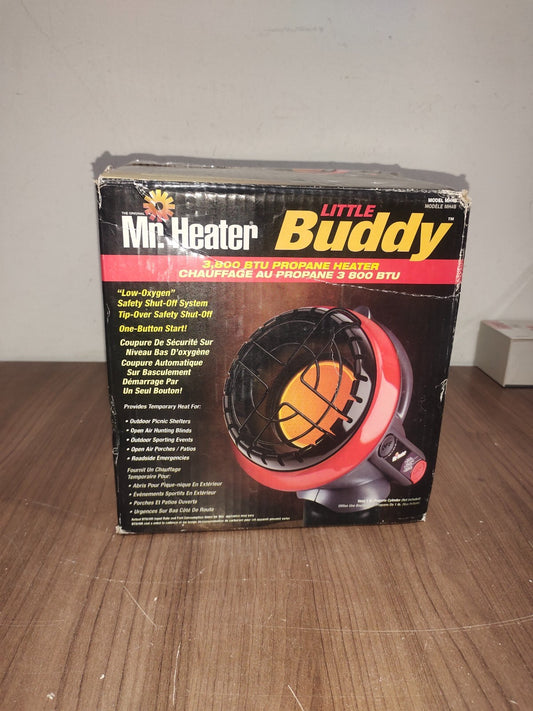 MODEL MH4B
MODÈLE MH4B
THE ORIGINAL
Mr. Heater
LITTLE
Buddy™
3,800 BTU PROPANE HEATER
CHAUFFAGE AU PROPANE 3 800 BTU
"Low-Oxygen"
Safety Shut-Off System
Tip-Over Safety Shut-Off
One-Button Start!
Coupure De Sécurité Sur
Niveau Bas D'oxygène
Coupure Automatique
Sur Basculement
Démarrage Par
Un Seul Bouton!
Provides Temporary Heat For:
• Outdoor Picnic Shelters
• Open Air Hunting Blinds
• Outdoor Sporting Events
• Open Air Porches / Patios
• Roadside Emergencies
Fournit Un Chauffage
Temporaire Pour:
• Abris Pour Pique-nique En Extérieur
• Événements Sportifs En Extérieur
• Porches Et Patios Ouverts
• Urgences Sur Bas Côté De Route